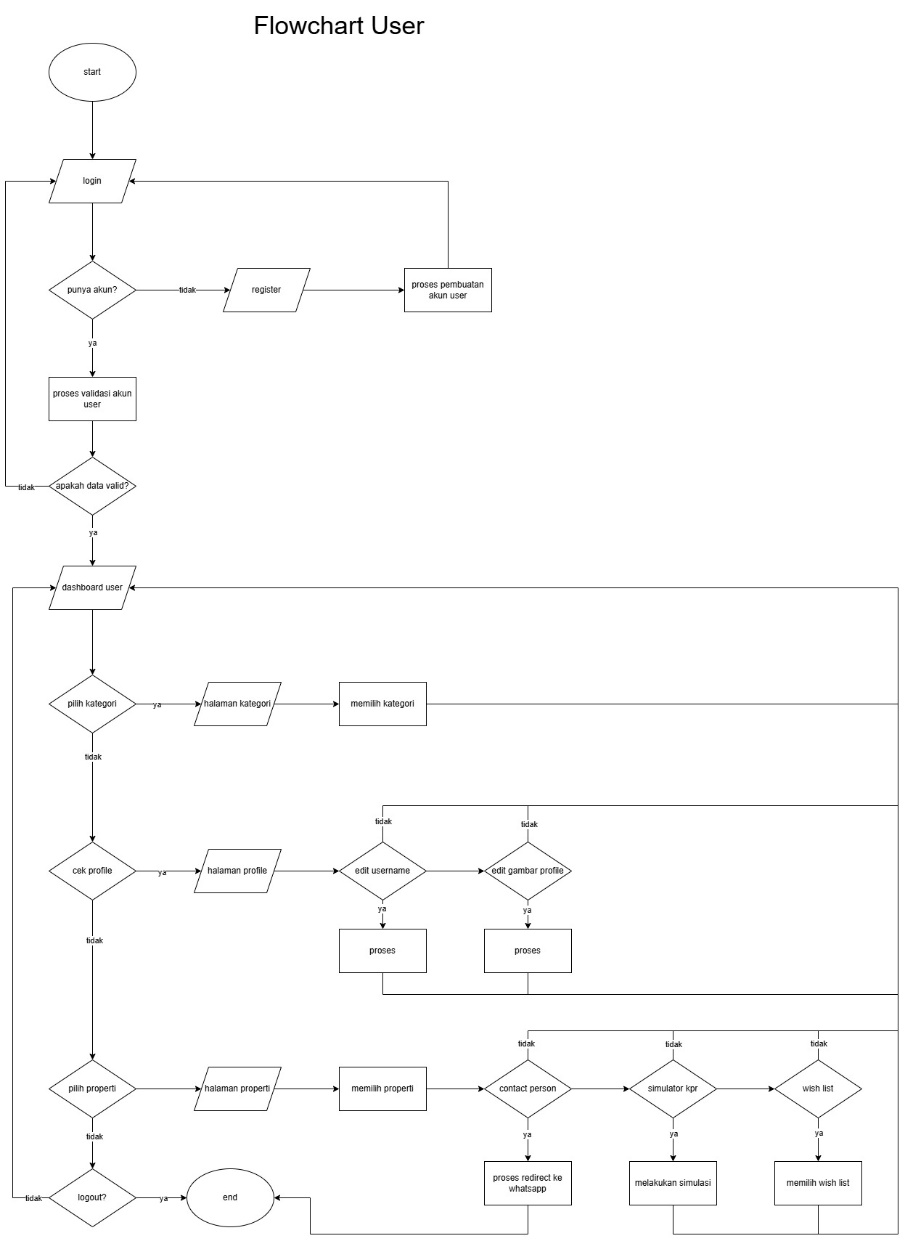 Flowchart User
start
login
punya akun?
tidak
register
proses pembuatan
akun user
ya
proses validasi akun
user
apakah data valid?
tidak
ya
dashboard user
pilih kategori
ya
halaman kategori
memilih kategori
tidak
tidak
tidak
cek profile
ya
halaman profile
edit username
edit gambar profile
ya
ya
tidak
proses
proses
tidak
tidak
tidak
pilih properti
halaman properti
memilih properti
contact person
simulator kpr
wish list
tidak
ya
ya
ya
logout?
tidak
ya
end
proses redirect ke
whatsapp
melakukan simulasi
memilih wish list